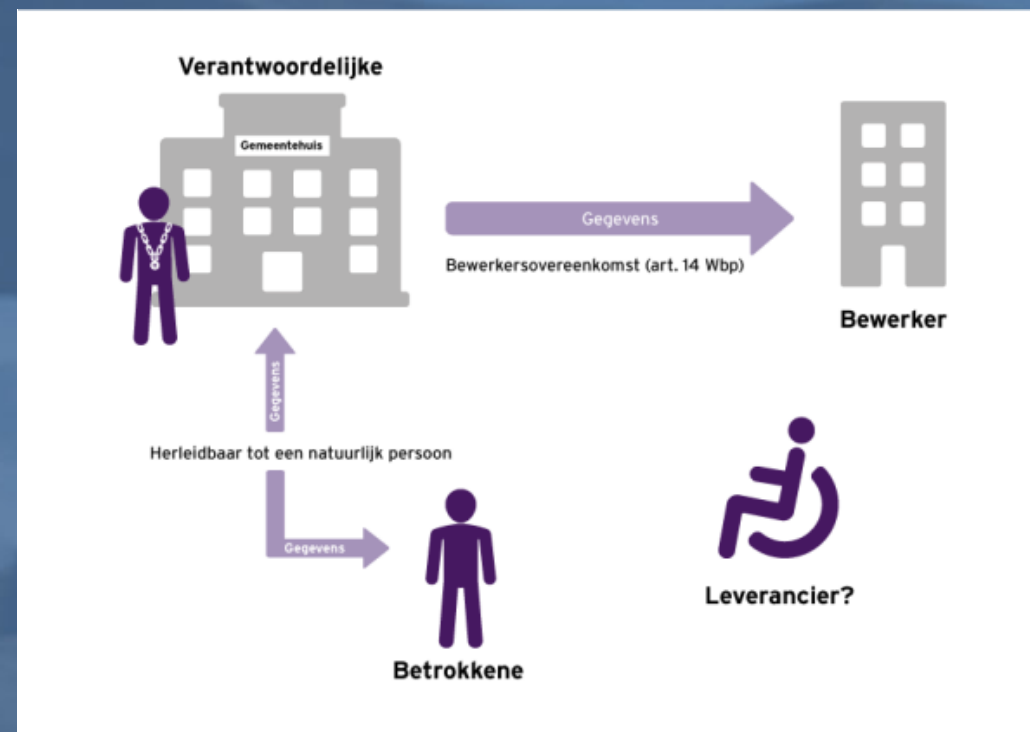 Verantwoordelijke
Gemeentehuis
Gegevens
Bewerkersovereenkomst (art. 14 Wbp)
Bewerker
Gegevens
Herleidbaar tot een natuurlijk persoon
Gegevens
Betrokkene
Leverancier?